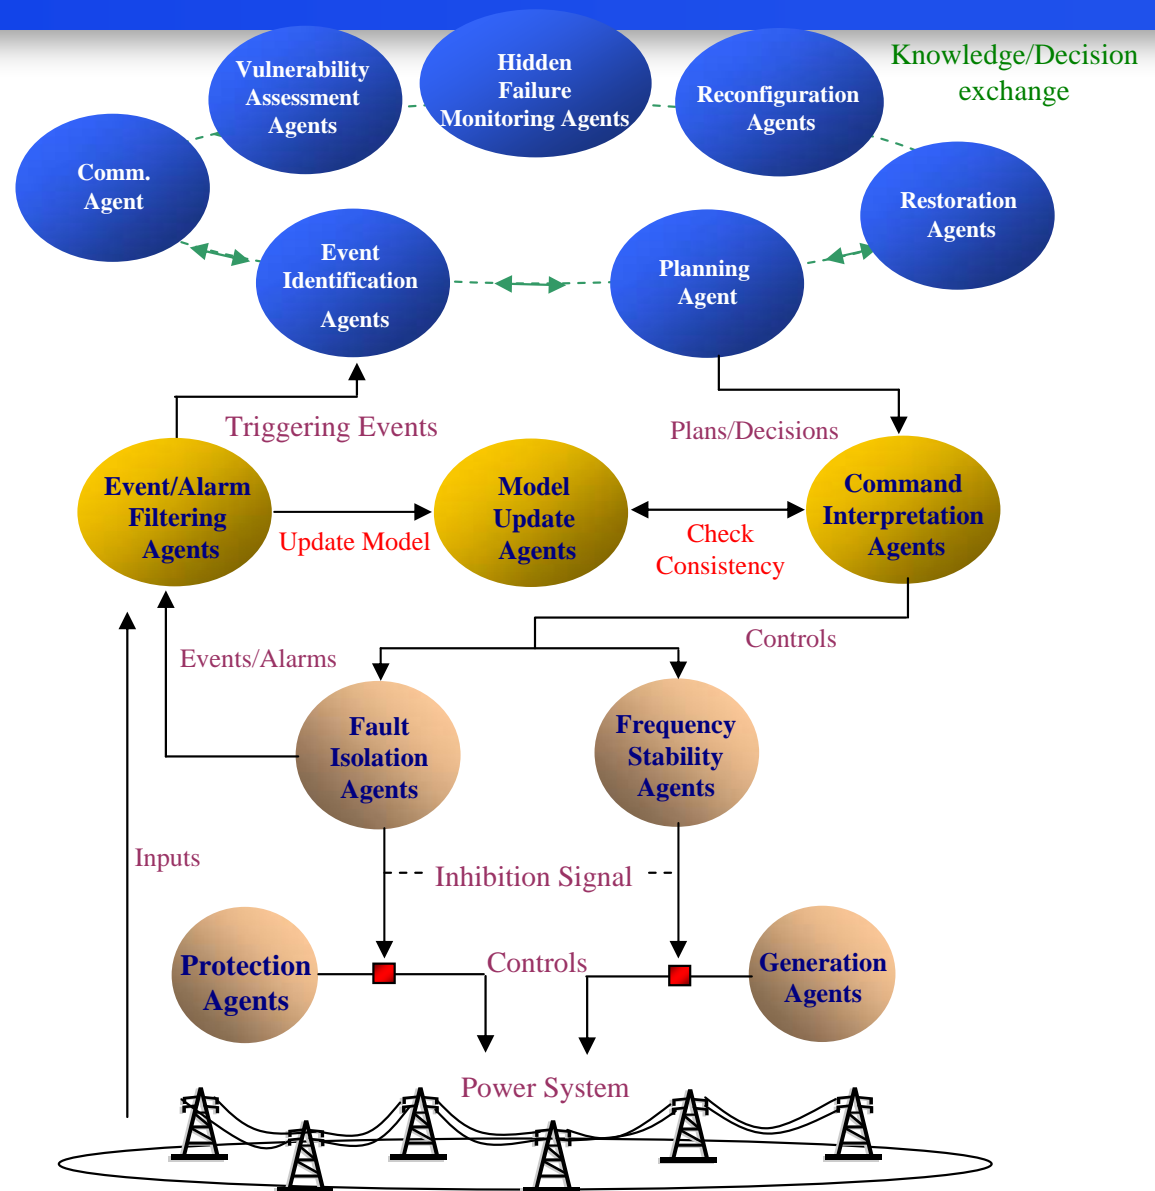 Knowledge/Decision
exchange
Vulnerability
Assessment
Agents
Hidden
Failure
Monitoring Agents
Reconfiguration
Agents
Comm.
Agent
Restoration
Agents
Event
Identification
Agents
Planning
Agent
Triggering Events
Plans/Decisions
Event/Alarm
Filtering
Agents
Update Model
Model
Update
Agents
Check
Consistency
Command
Interpretation
Agents
Controls
Events/Alarms
Fault
Isolation
Agents
Frequency
Stability
Agents
Inputs
Inhibition Signal
Protection
Agents
Controls
Generation
Agents
Power System